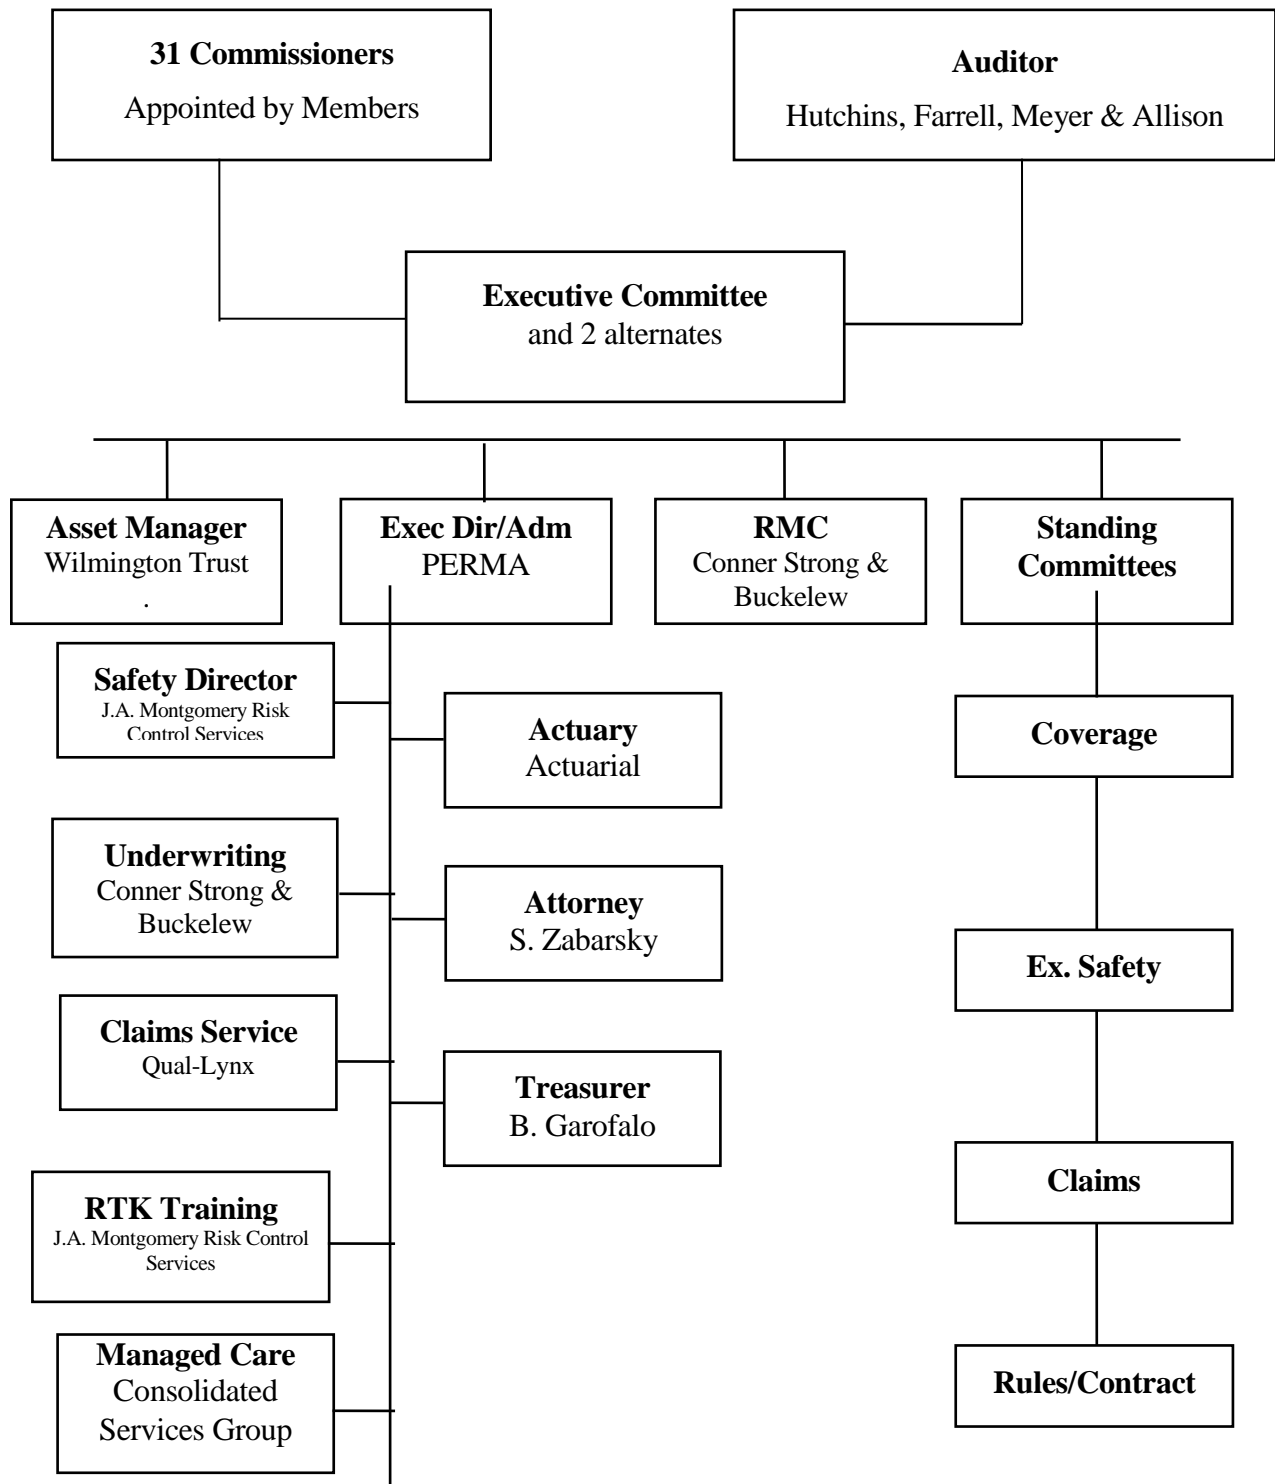 31 Commissioners
Appointed by Members
Auditor
Hutchins, Farrell, Meyer & Allison
Executive Committee
and 2 alternates
Asset Manager
Wilmington Trust
.
Exec Dir/Adm
PERMA
RMC
Conner Strong &
Buckelew
Standing
Committees
Safety Director
J.A. Montgomery Risk
Control Services
Actuary
Actuarial
Coverage
Underwriting
Conner Strong &
Buckelew
Attorney
S. Zabarsky
Ex. Safety
Claims Service
Qual-Lynx
Treasurer
B. Garofalo
Claims
RTK Training
J.A. Montgomery Risk Control
Services
Managed Care
Consolidated
Services Group
Rules/Contract